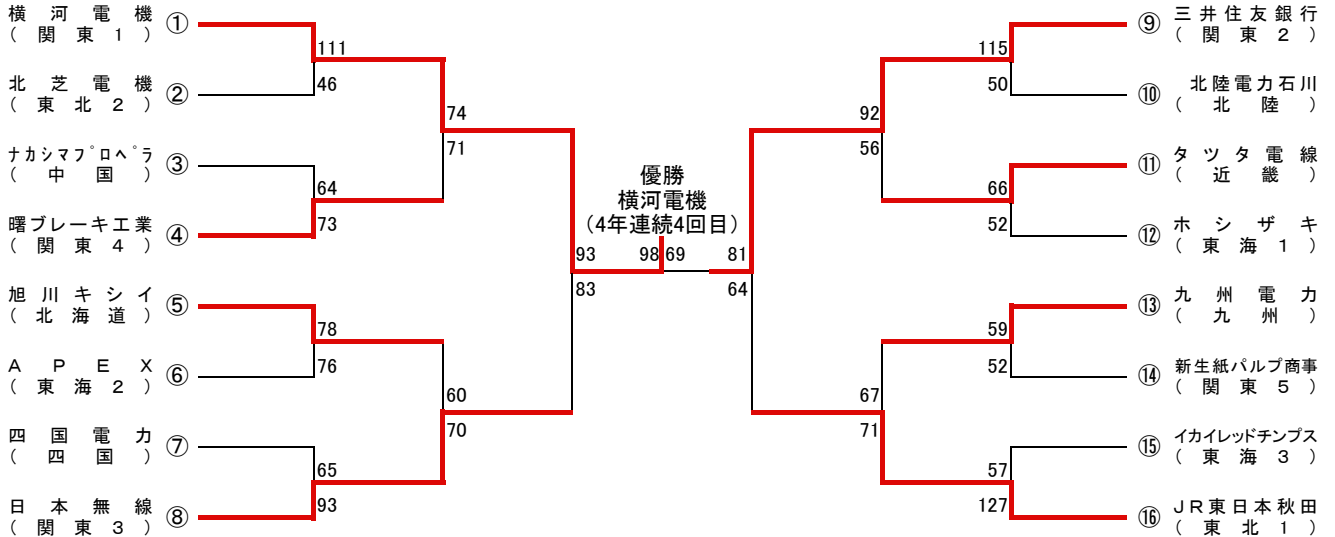 横河電機
(関東1)
①
111
46
北芝電機
(東北2)
②
74
71
ナカシマプロペラ
(中国)
③
64
73
曙ブレーキ工業
(関東4)
④
93
83
旭川キシイ
(北海道)
⑤
78
76
APEX
(東海2)
⑥
60
70
四国電力
(四国)
⑦
65
93
日本無線
(関東3)
⑧
優勝
横河電機
(4年連続4回目)
98
69
⑨
三井住友銀行
(関東2)
115
50
⑩
北陸電力石川
(北陸)
92
56
⑪
タツタ電線
(近畿)
66
52
⑫
ホシザキ
(東海1)
81
64
⑬
九州電力
(九州)
59
52
⑭
新生紙パルプ商事
(関東5)
67
71
⑮
イカイレッドチンプス
(東海3)
57
127
⑯
JR東日本秋田
(東北1)